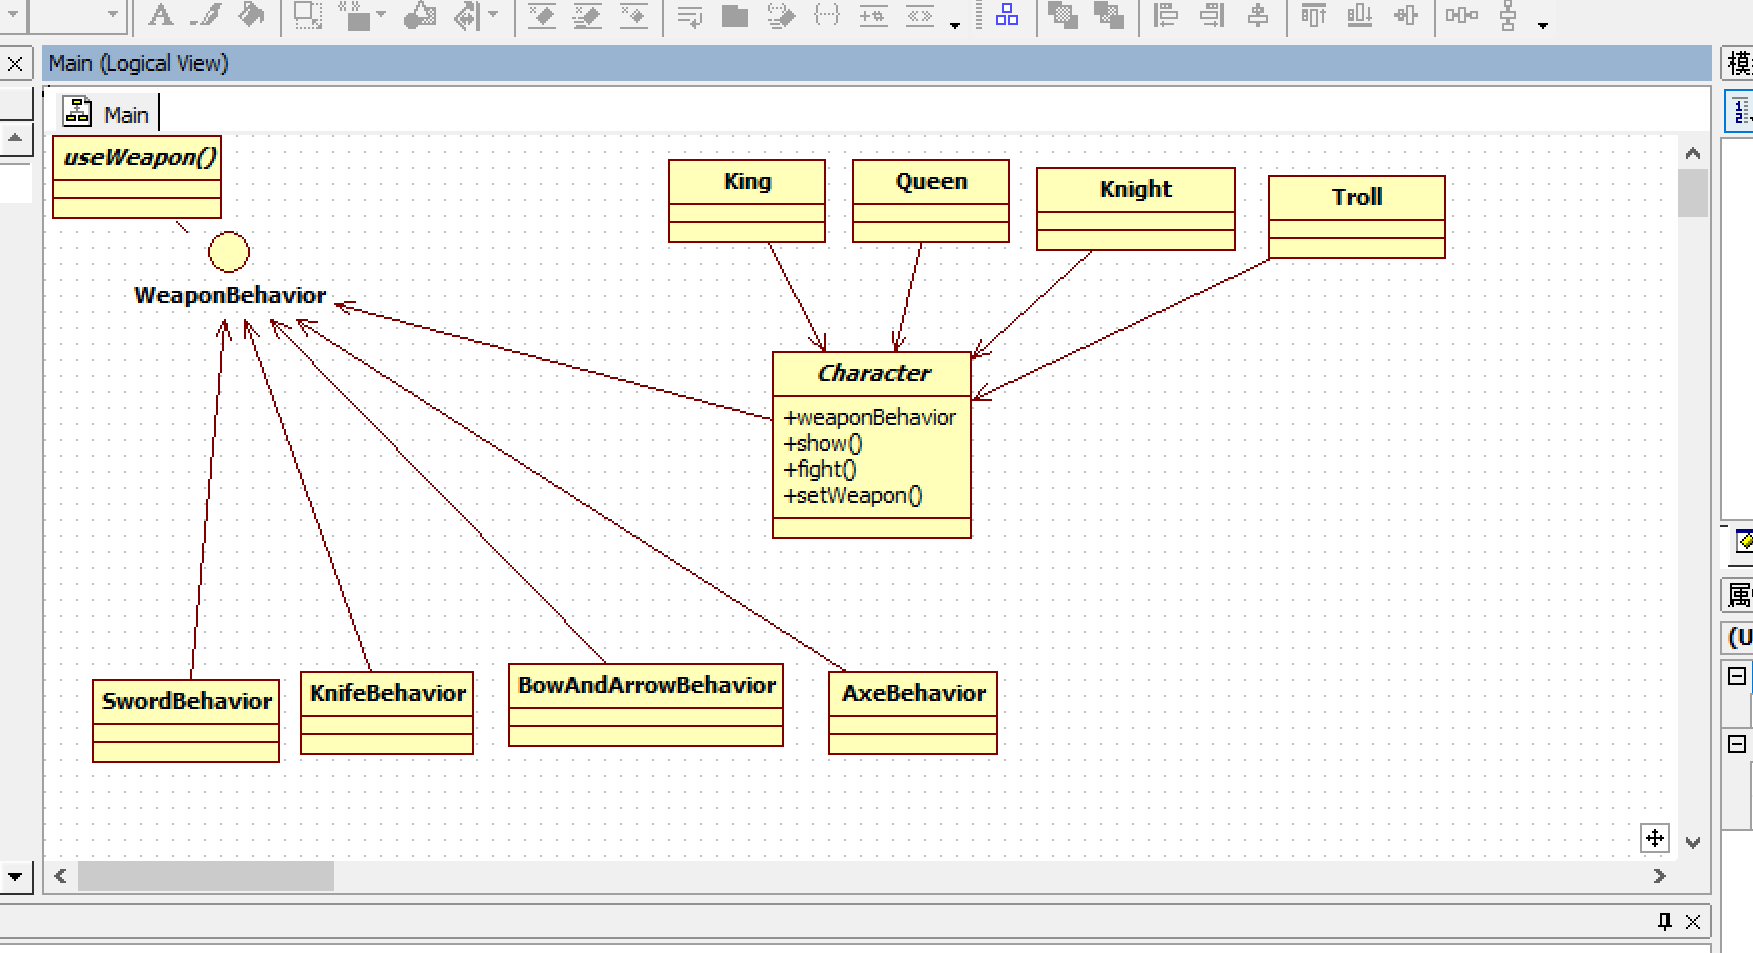 Main (Logical View)
模
Main
useWeapon()
King
Queen
Knight
Troll
WeaponBehavior
Character
+weaponBehavior
+show()
+fight()
+setWeapon()
(U
SwordBehavior
KnifeBehavior
BowAndArrowBehavior
AxeBehavior